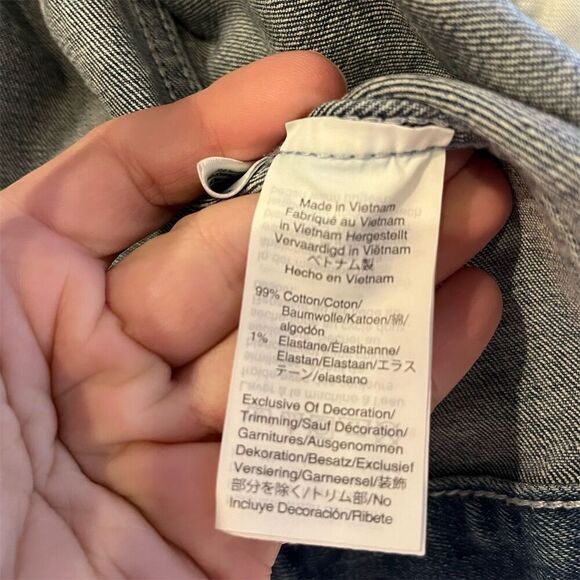 Made in Vietnam
Fabriqué au Vietnam
in Vietnam Hergestellt
Vervaardigd in Viëtnam
ベトナム製
Hecho en Vietnam
99% Cotton/Coton/
Baumwolle/Katoen/綿/
algodón
1% Elastane/Élasthanne/
Elastan/Elastaan/エラス
テーン/elastano
Exclusive Of Decoration/
Trimming/Sauf Décoration/
Garnitures/Ausgenommen
Dekoration/Besatz/Exclusief
Versiering/Garneersel/装飾
部分を除く/トリム部/No
Incluye Decoración/Ribete